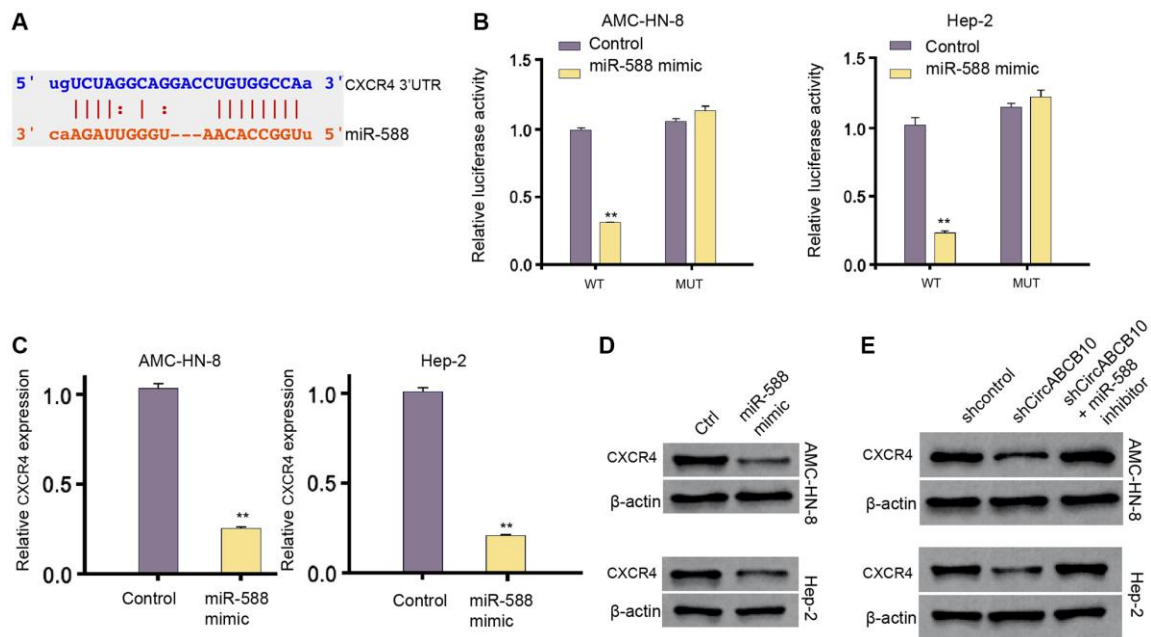 A
5' ugUCUAGGCAGGACCUGUGGCCAa 3' CXCR4 3'UTR
||||:|:||||||||
3' caAGAUUGGGU---AACACCGGUu 5' miR-588
B
AMC-HN-8
Control
miR-588 mimic
Relative luciferase activity
1.5
1.0
0.5
0.0
**
WT
MUT
Hep-2
Control
miR-588 mimic
Relative luciferase activity
1.5
1.0
0.5
0.0
**
WT
MUT
C
AMC-HN-8
Relative CXCR4 expression
1.0
0.5
0.0
**
Control
miR-588
mimic
Hep-2
Relative CXCR4 expression
1.0
0.5
0.0
**
Control
miR-588
mimic
D
Ctrl
miR-588
mimic
CXCR4
β-actin
AMC-HN-8
CXCR4
β-actin
Hep-2
E
shcontrol
shCircABCB10
shCircABCB10
+ miR-588
inhibitor
CXCR4
β-actin
AMC-HN-8
CXCR4
β-actin
Hep-2